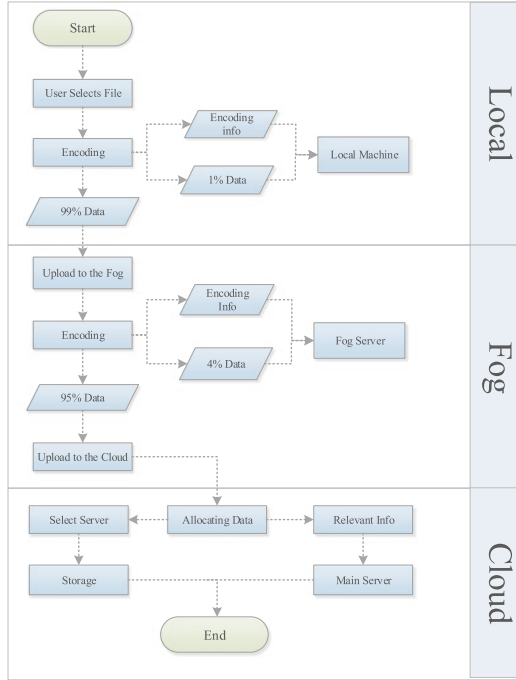 Start
User Selects File
Encoding
Encoding
info
1% Data
Local Machine
99% Data
Local
Upload to the Fog
Encoding
Encoding
Info
4% Data
Fog Server
95% Data
Upload to the Cloud
Fog
Select Server
Allocating Data
Relevant Info
Storage
Main Server
End
Cloud